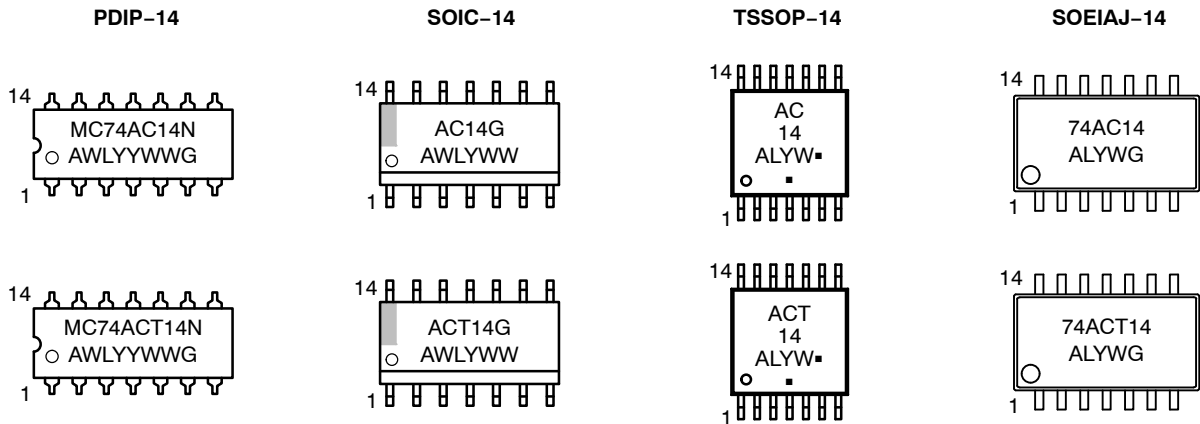 PDIP−14
SOIC−14
TSSOP−14
SOEIAJ−14
14
MC74AC14N
AWLYYWWG
1
14
AC14G
AWLYWW
1
14
AC
14
ALYW▪
▪
1
14
74AC14
ALYWG
1
14
MC74ACT14N
AWLYYWWG
1
14
ACT14G
AWLYWW
1
14
ACT
14
ALYW▪
▪
1
14
74ACT14
ALYWG
1